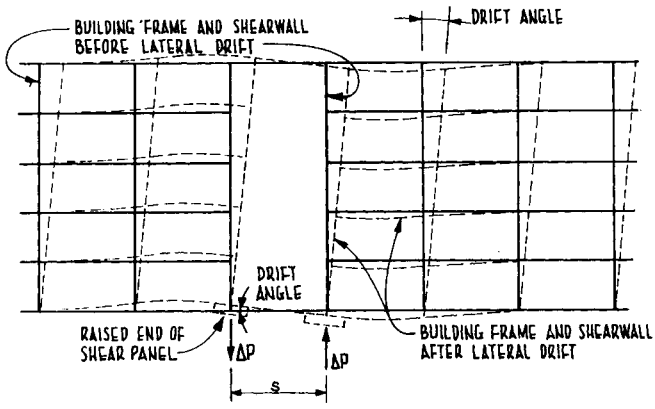 BUILDING FRAME AND SHEARWALL
BEFORE LATERAL DRIFT
DRIFT ANGLE
DRIFT
ANGLE
RAISED END OF
SHEAR PANEL
ΔP
ΔP
S
BUILDING FRAME AND SHEARWALL
AFTER LATERAL DRIFT